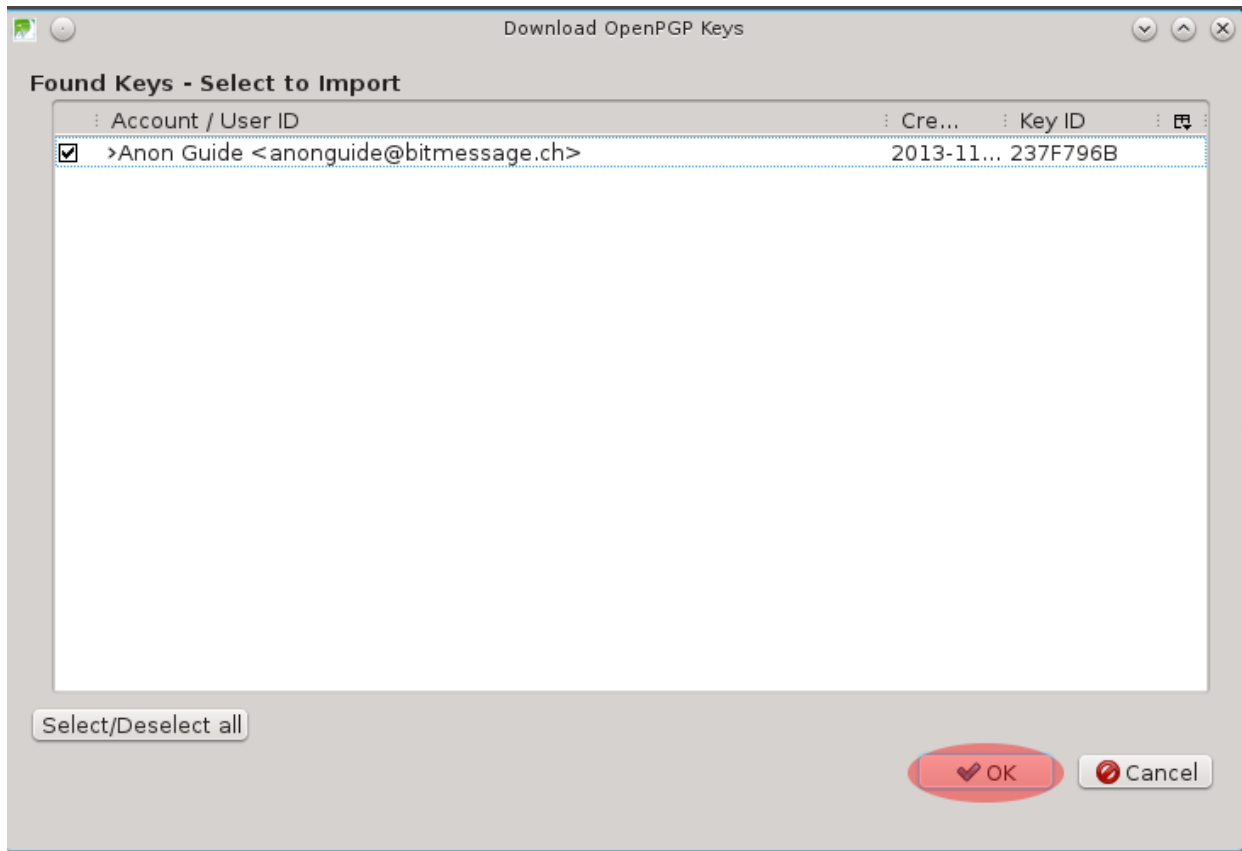 Download OpenPGP Keys
Found Keys - Select to Import
Account / User ID Cre... Key ID
>Anon Guide <anonguide@bitmessage.ch> 2013-11... 237F796B
Select/Deselect all
OK Cancel